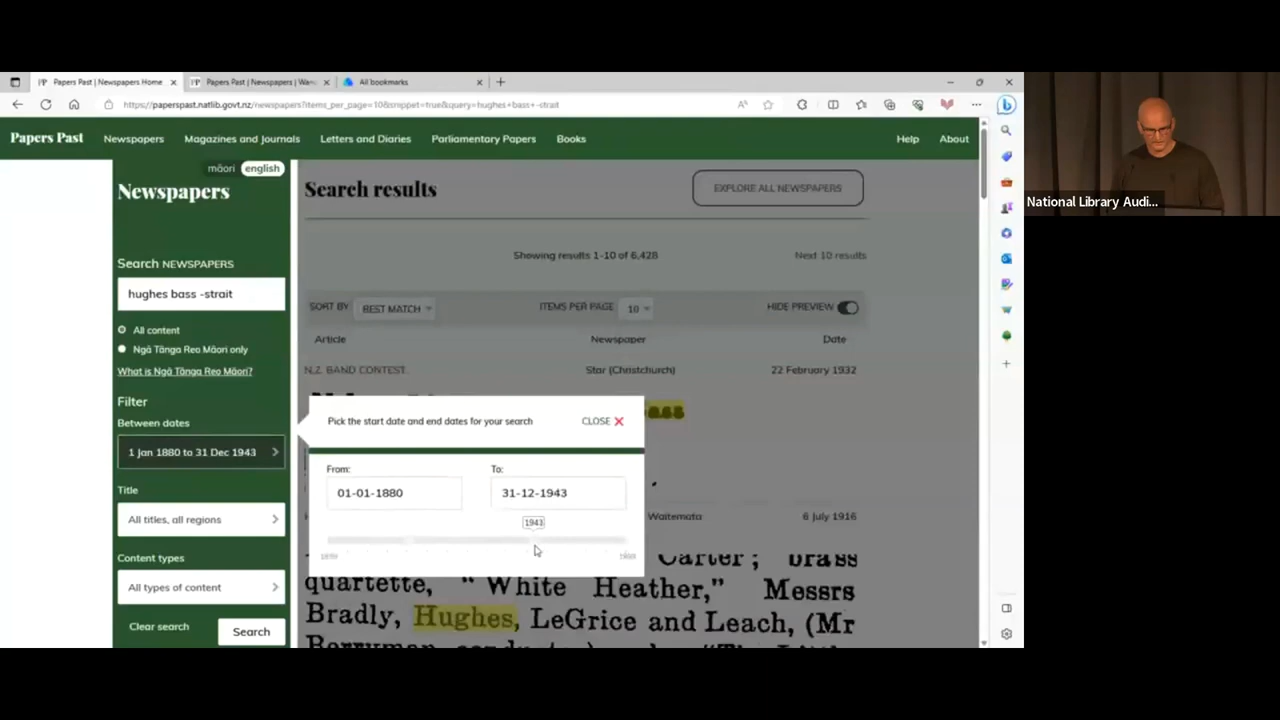 Papers Past | Newspapers Home
Papers Past | Newspapers | Wan
All bookmarks
https://paperspast.natlib.govt.nz/newspapers?items_per_page=10&snippet=true&query=hughes+bass+-strait
Papers Past
Newspapers
Magazines and Journals
Letters and Diaries
Parliamentary Papers
Books
Help
About
māori english
Newspapers
Search NEWSPAPERS
hughes bass -strait
All content
Ngā Tānga Reo Māori only
What is Ngā Tānga Reo Māori?
Filter
Between dates
1 Jan 1880 to 31 Dec 1943
Title
All titles, all regions
Content types
All types of content
Clear search
Search
Search results
EXPLORE ALL NEWSPAPERS
Showing results 1-10 of 6,428
Next 10 results
SORT BY BEST MATCH
ITEMS PER PAGE 10
HIDE PREVIEW
Article Newspaper Date
N.Z. BAND CONTEST. Star (Christchurch) 22 February 1932
bass
Pick the start date and end dates for your search
CLOSE
From: To:
01-01-1880 31-12-1943
1943
Waitemata 6 July 1916
Carter; brass
quartette, "White Heather," Messrs
Bradly, Hughes, LeGrice and Leach, (Mr
National Library Audi...